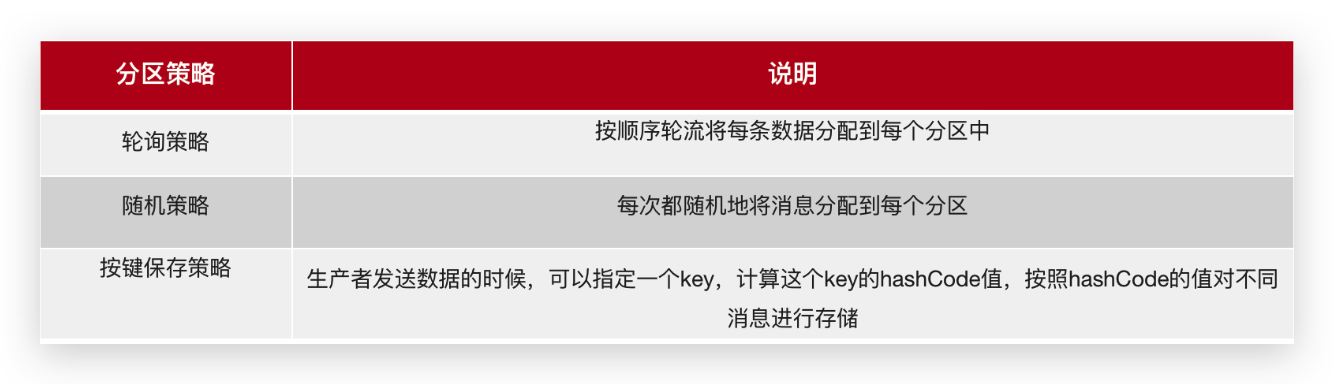 分区策略
说明
轮询策略
按顺序轮流将每条数据分配到每个分区中
随机策略
每次都随机地将消息分配到每个分区
按键保存策略
生产者发送数据的时候，可以指定一个key，计算这个key的hashCode值，按照hashCode的值对不同
消息进行存储